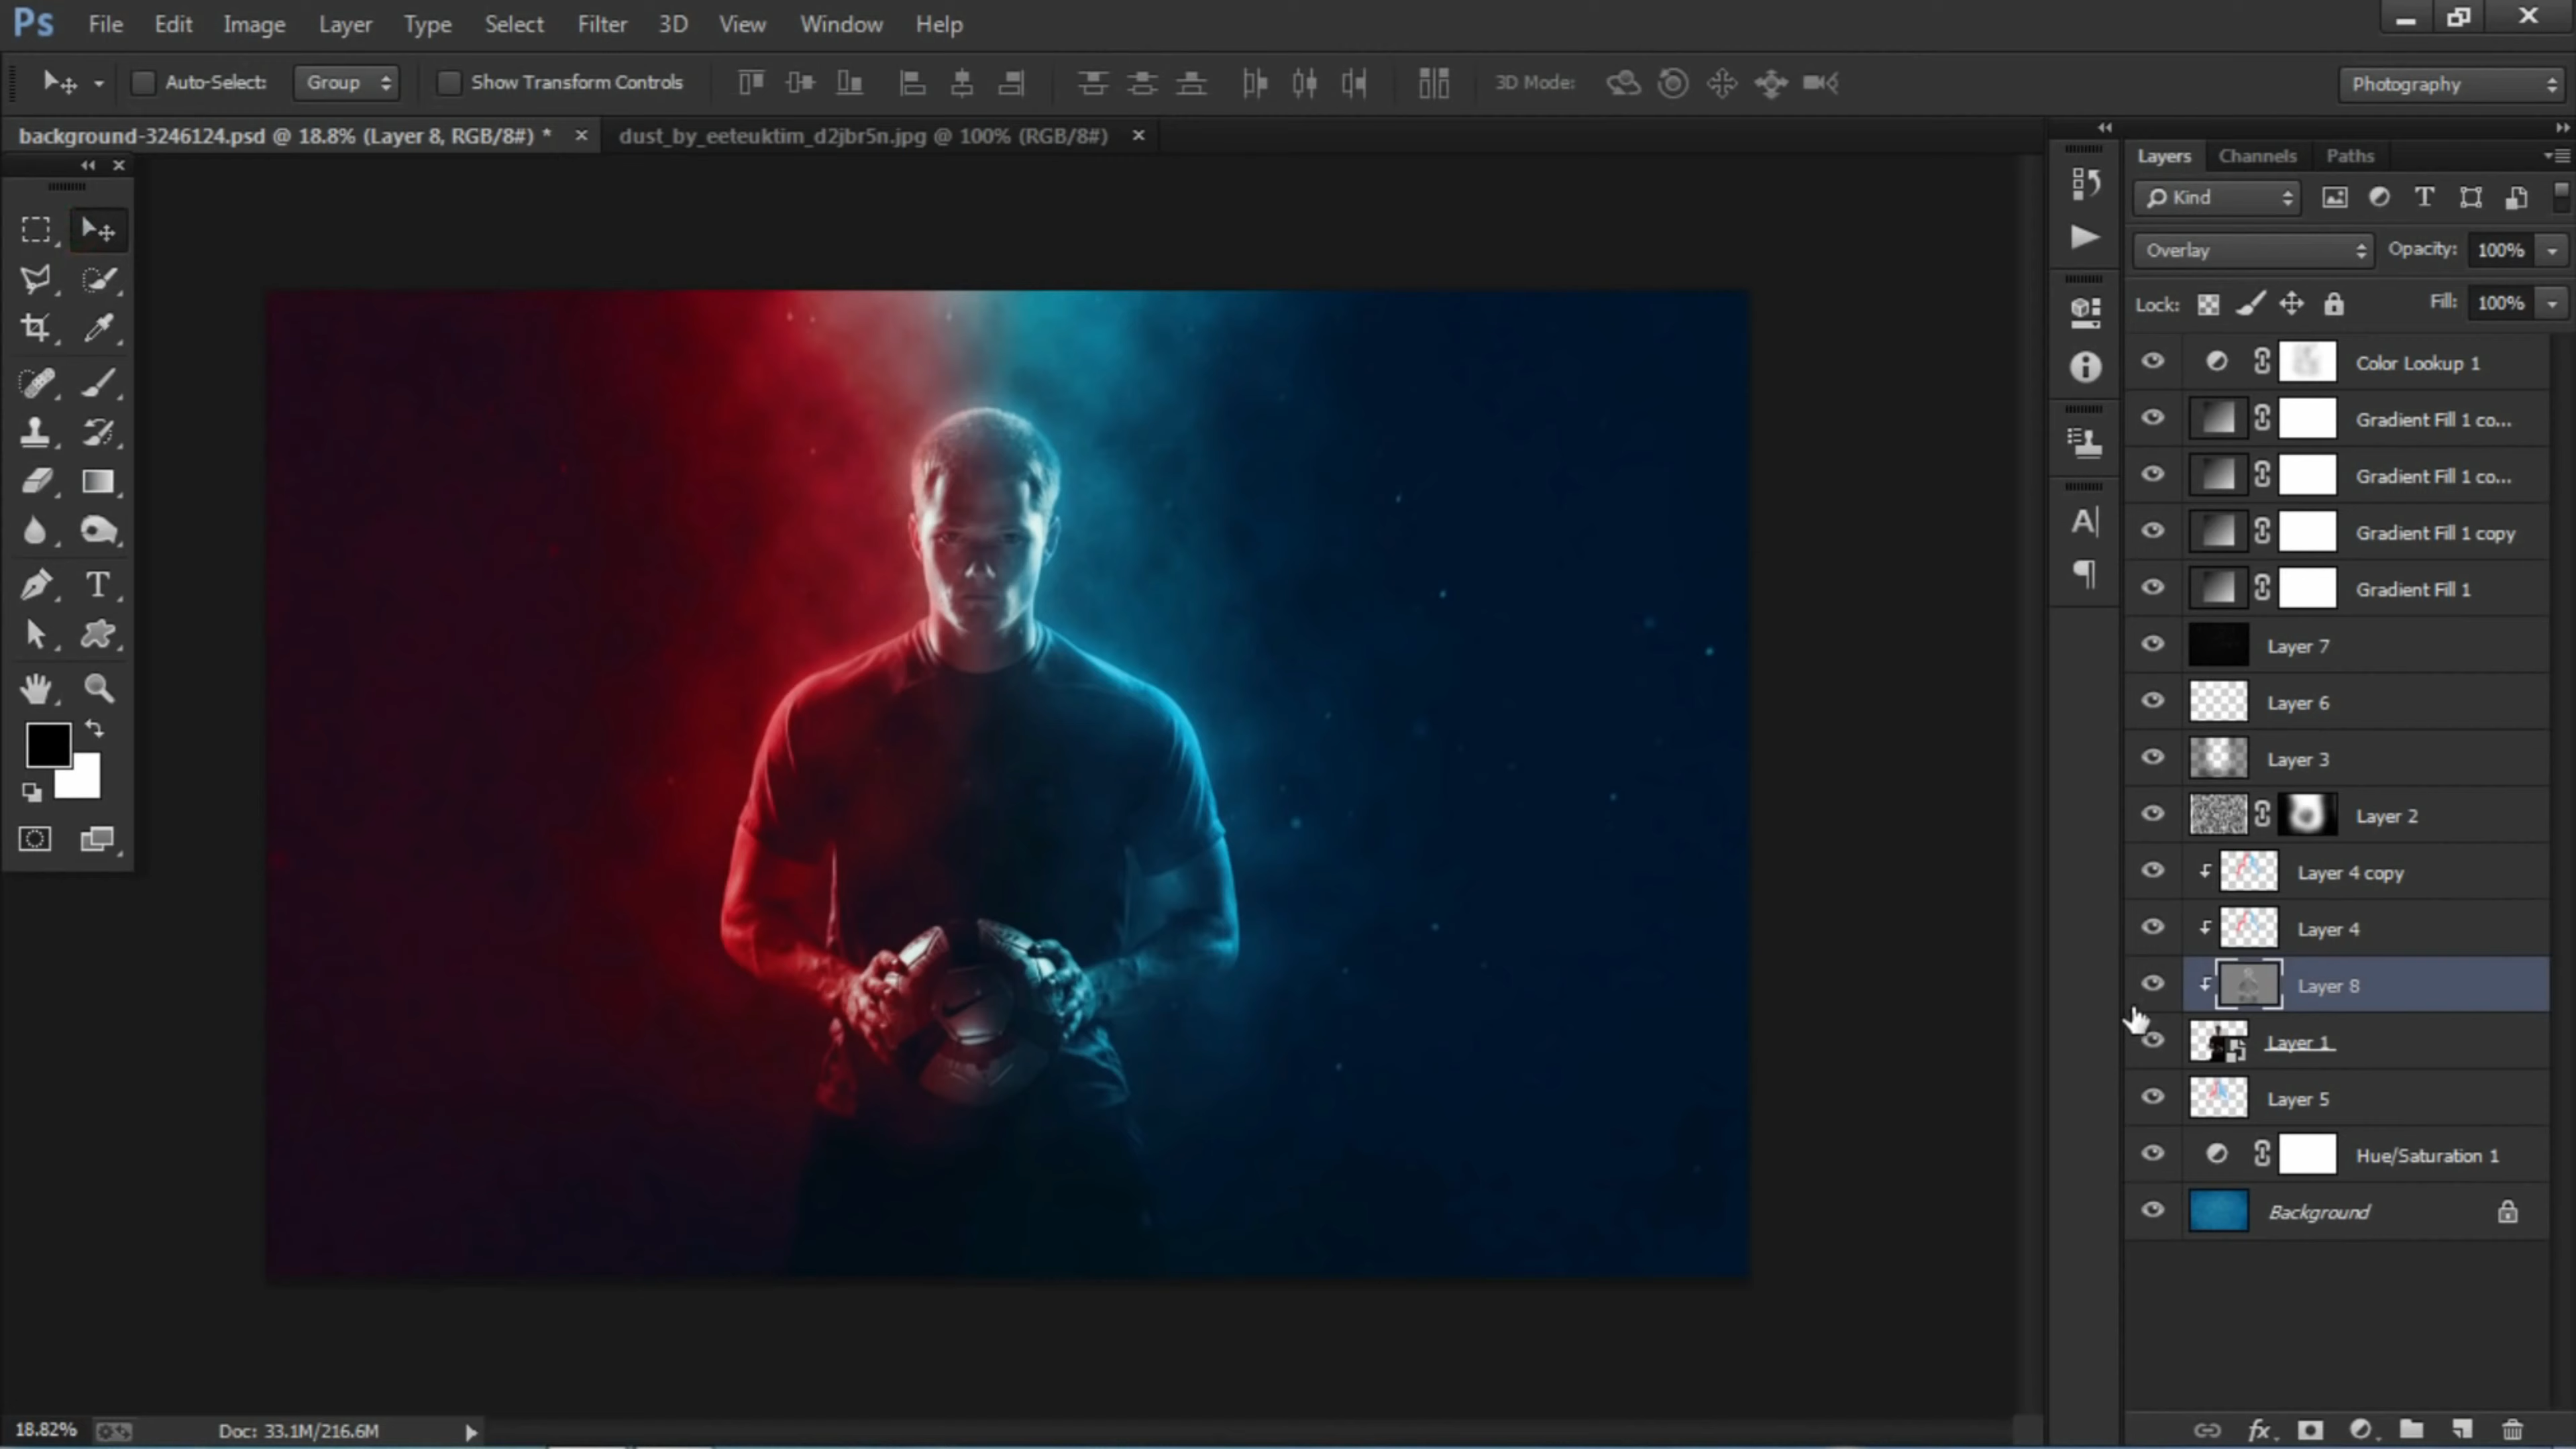 Ps File Edit Image Layer Type Select Filter 3D View Window Help
Auto-Select: Group Show Transform Controls 3D Mode: Photography
background-3246124.psd @ 18.8% (Layer 8, RGB/8#) * dust_by_eeteuktim_d2jbr5n.jpg @ 100% (RGB/8#)
Layers Channels Paths
Kind
Overlay Opacity: 100%
Lock: Fill: 100%
Color Lookup 1
Gradient Fill 1 co...
Gradient Fill 1 co...
Gradient Fill 1 copy
Gradient Fill 1
Layer 7
Layer 6
Layer 3
Layer 2
Layer 4 copy
Layer 4
Layer 8
Layer 1
Layer 5
Hue/Saturation 1
Background
18.82% Doc: 33.1M/216.6M